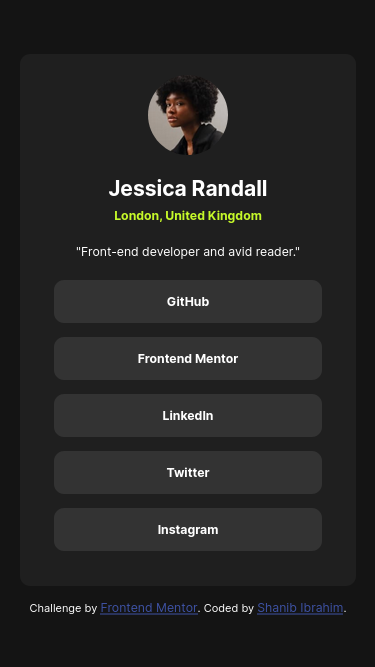 Jessica Randall
London, United Kingdom
"Front-end developer and avid reader."
GitHub
Frontend Mentor
LinkedIn
Twitter
Instagram
Challenge by Frontend Mentor. Coded by Shanib Ibrahim.